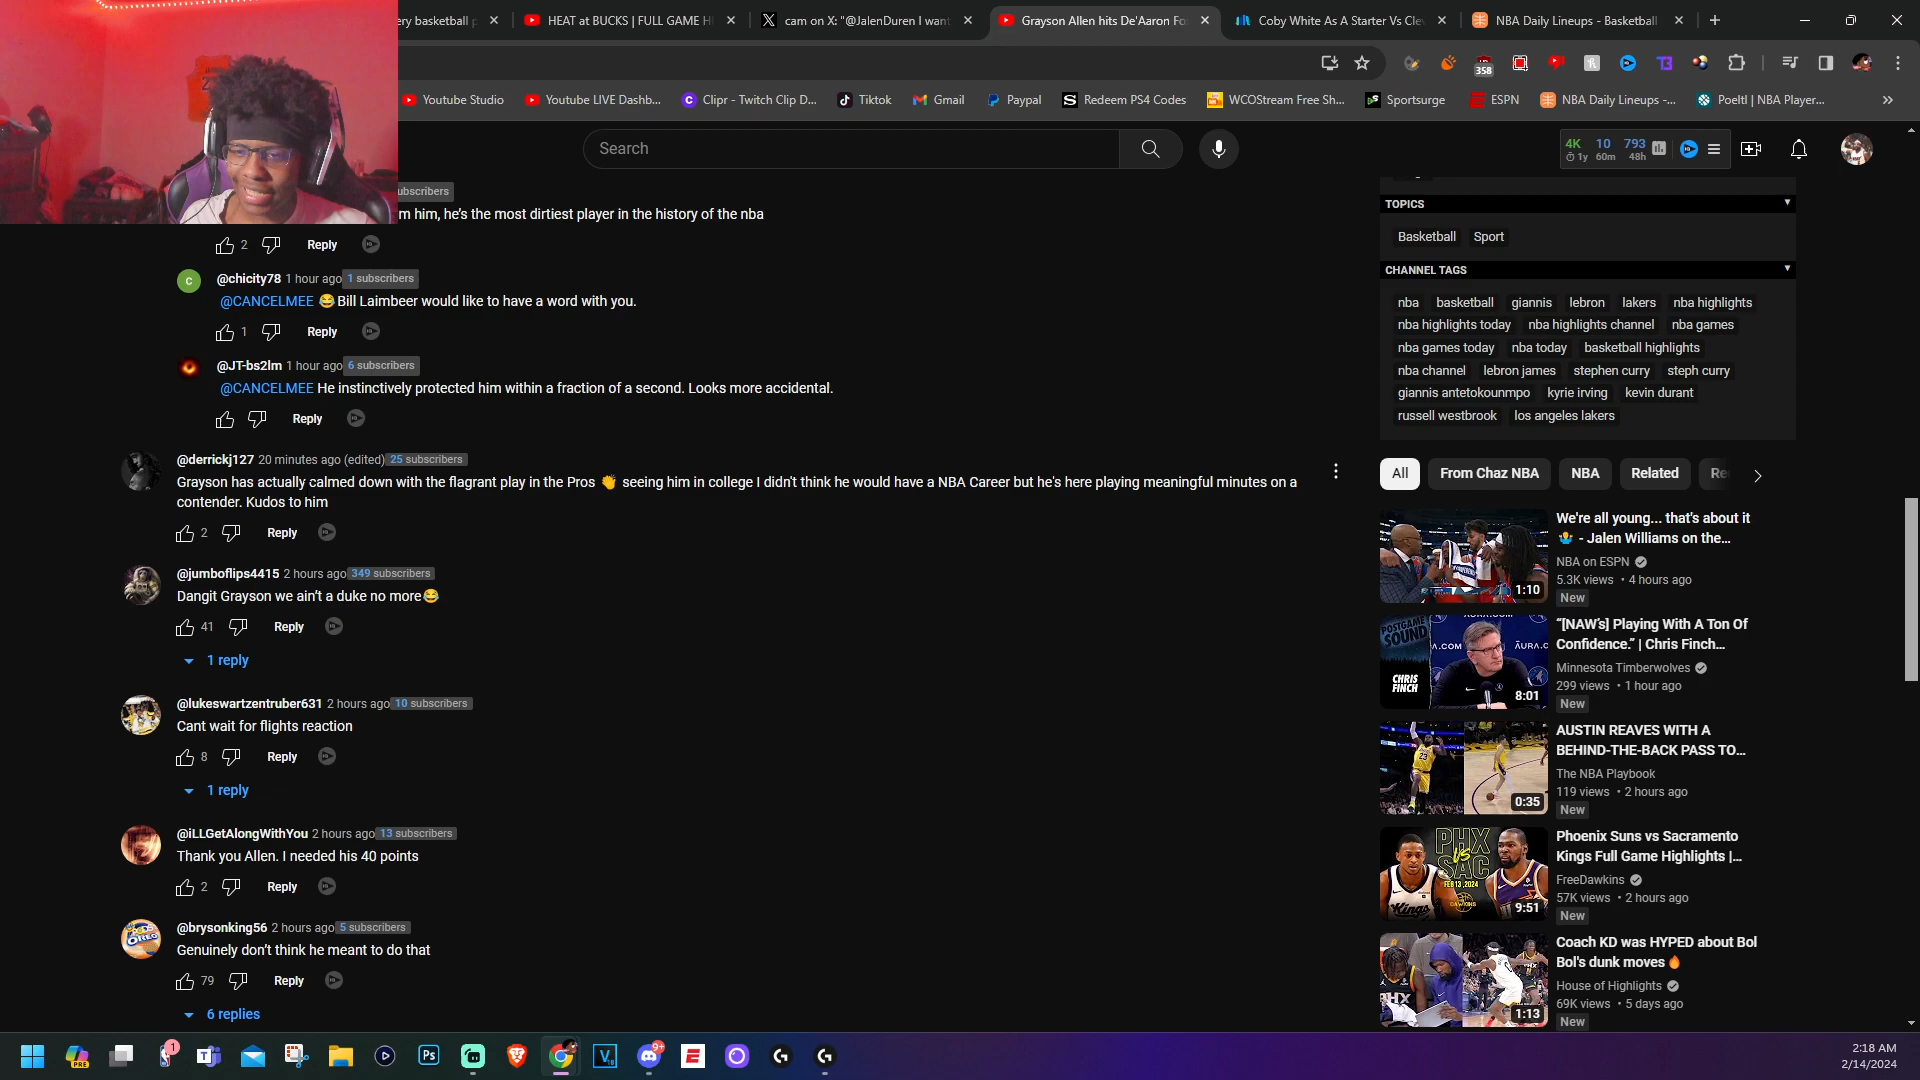 ery basketball p
HEAT at BUCKS | FULL GAME H
cam on X: "@JalenDuren I want
Grayson Allen hits De'Aaron Fo
Coby White As A Starter Vs Cle
NBA Daily Lineups - Basketball
358
Youtube Studio
Youtube LIVE Dashb...
Clipr - Twitch Clip D...
Tiktok
Gmail
Paypal
Redeem PS4 Codes
WCOStream Free Sh...
Sportsurge
ESPN
NBA Daily Lineups -...
Poeltl | NBA Player...
Search
4K 10 793
1y 60m 48h
ubscribers
m him, he's the most dirtiest player in the history of the nba
2 Reply
@chicity78 1 hour ago 1 subscribers
@CANCELMEE 😂 Bill Laimbeer would like to have a word with you.
1 Reply
@JT-bs2lm 1 hour ago 6 subscribers
@CANCELMEE He instinctively protected him within a fraction of a second. Looks more accidental.
Reply
@derrickj127 20 minutes ago (edited) 25 subscribers
Grayson has actually calmed down with the flagrant play in the Pros 👏 seeing him in college I didn't think he would have a NBA Career but he's here playing meaningful minutes on a
contender. Kudos to him
2 Reply
@jumboflips4415 2 hours ago 349 subscribers
Dangit Grayson we ain't a duke no more😂
41 Reply
1 reply
@lukeswartzentruber631 2 hours ago 10 subscribers
Cant wait for flights reaction
8 Reply
1 reply
@iLLGetAlongWithYou 2 hours ago 13 subscribers
Thank you Allen. I needed his 40 points
2 Reply
@brysonking56 2 hours ago 5 subscribers
Genuinely don't think he meant to do that
79 Reply
6 replies
TOPICS
Basketball Sport
CHANNEL TAGS
nba basketball giannis lebron lakers nba highlights
nba highlights today nba highlights channel nba games
nba games today nba today basketball highlights
nba channel lebron james stephen curry steph curry
giannis antetokounmpo kyrie irving kevin durant
russell westbrook los angeles lakers
All From Chaz NBA NBA Related Re
We're all young... that's about it
🤷 - Jalen Williams on the...
NBA on ESPN
5.3K views • 4 hours ago
New
1:10
"[NAW's] Playing With A Ton Of
Confidence." | Chris Finch...
Minnesota Timberwolves
299 views • 1 hour ago
New
POSTGAME
SOUND
CHRIS
FINCH
8:01
AUSTIN REAVES WITH A
BEHIND-THE-BACK PASS TO...
The NBA Playbook
119 views • 2 hours ago
New
0:35
Phoenix Suns vs Sacramento
Kings Full Game Highlights |...
FreeDawkins
57K views • 2 hours ago
New
PHX
VS
SAC
FEB 13, 2024
9:51
Coach KD was HYPED about Bol
Bol's dunk moves🔥
House of Highlights
69K views • 5 days ago
New
1:13
PRE
1
Ps
9+
2:18 AM
2/14/2024